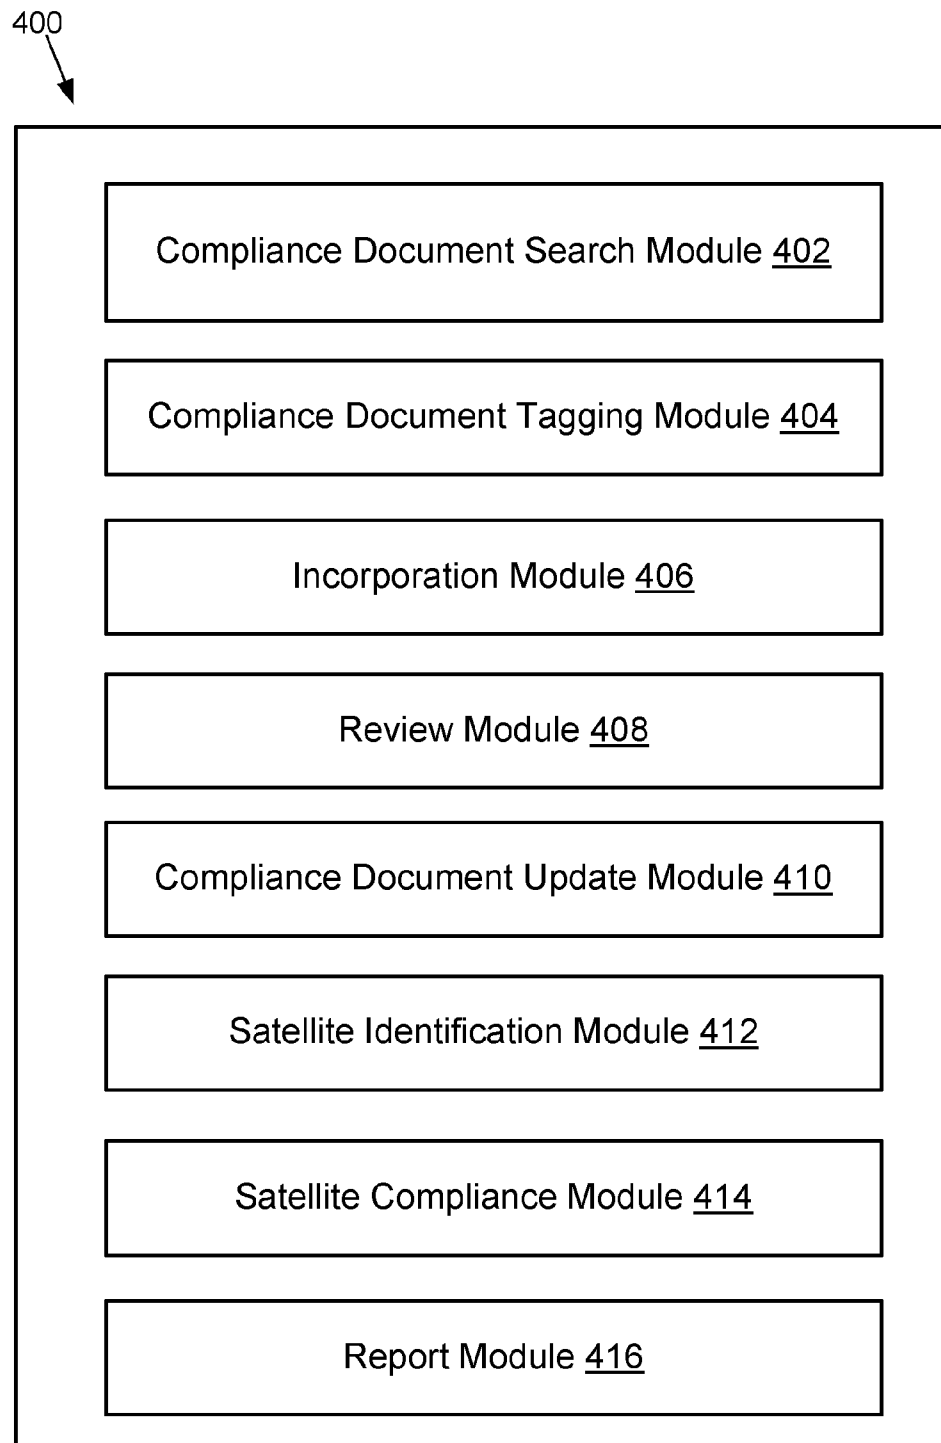 400
Compliance Document Search Module 402
Compliance Document Tagging Module 404
Incorporation Module 406
Review Module 408
Compliance Document Update Module 410
Satellite Identification Module 412
Satellite Compliance Module 414
Report Module 416